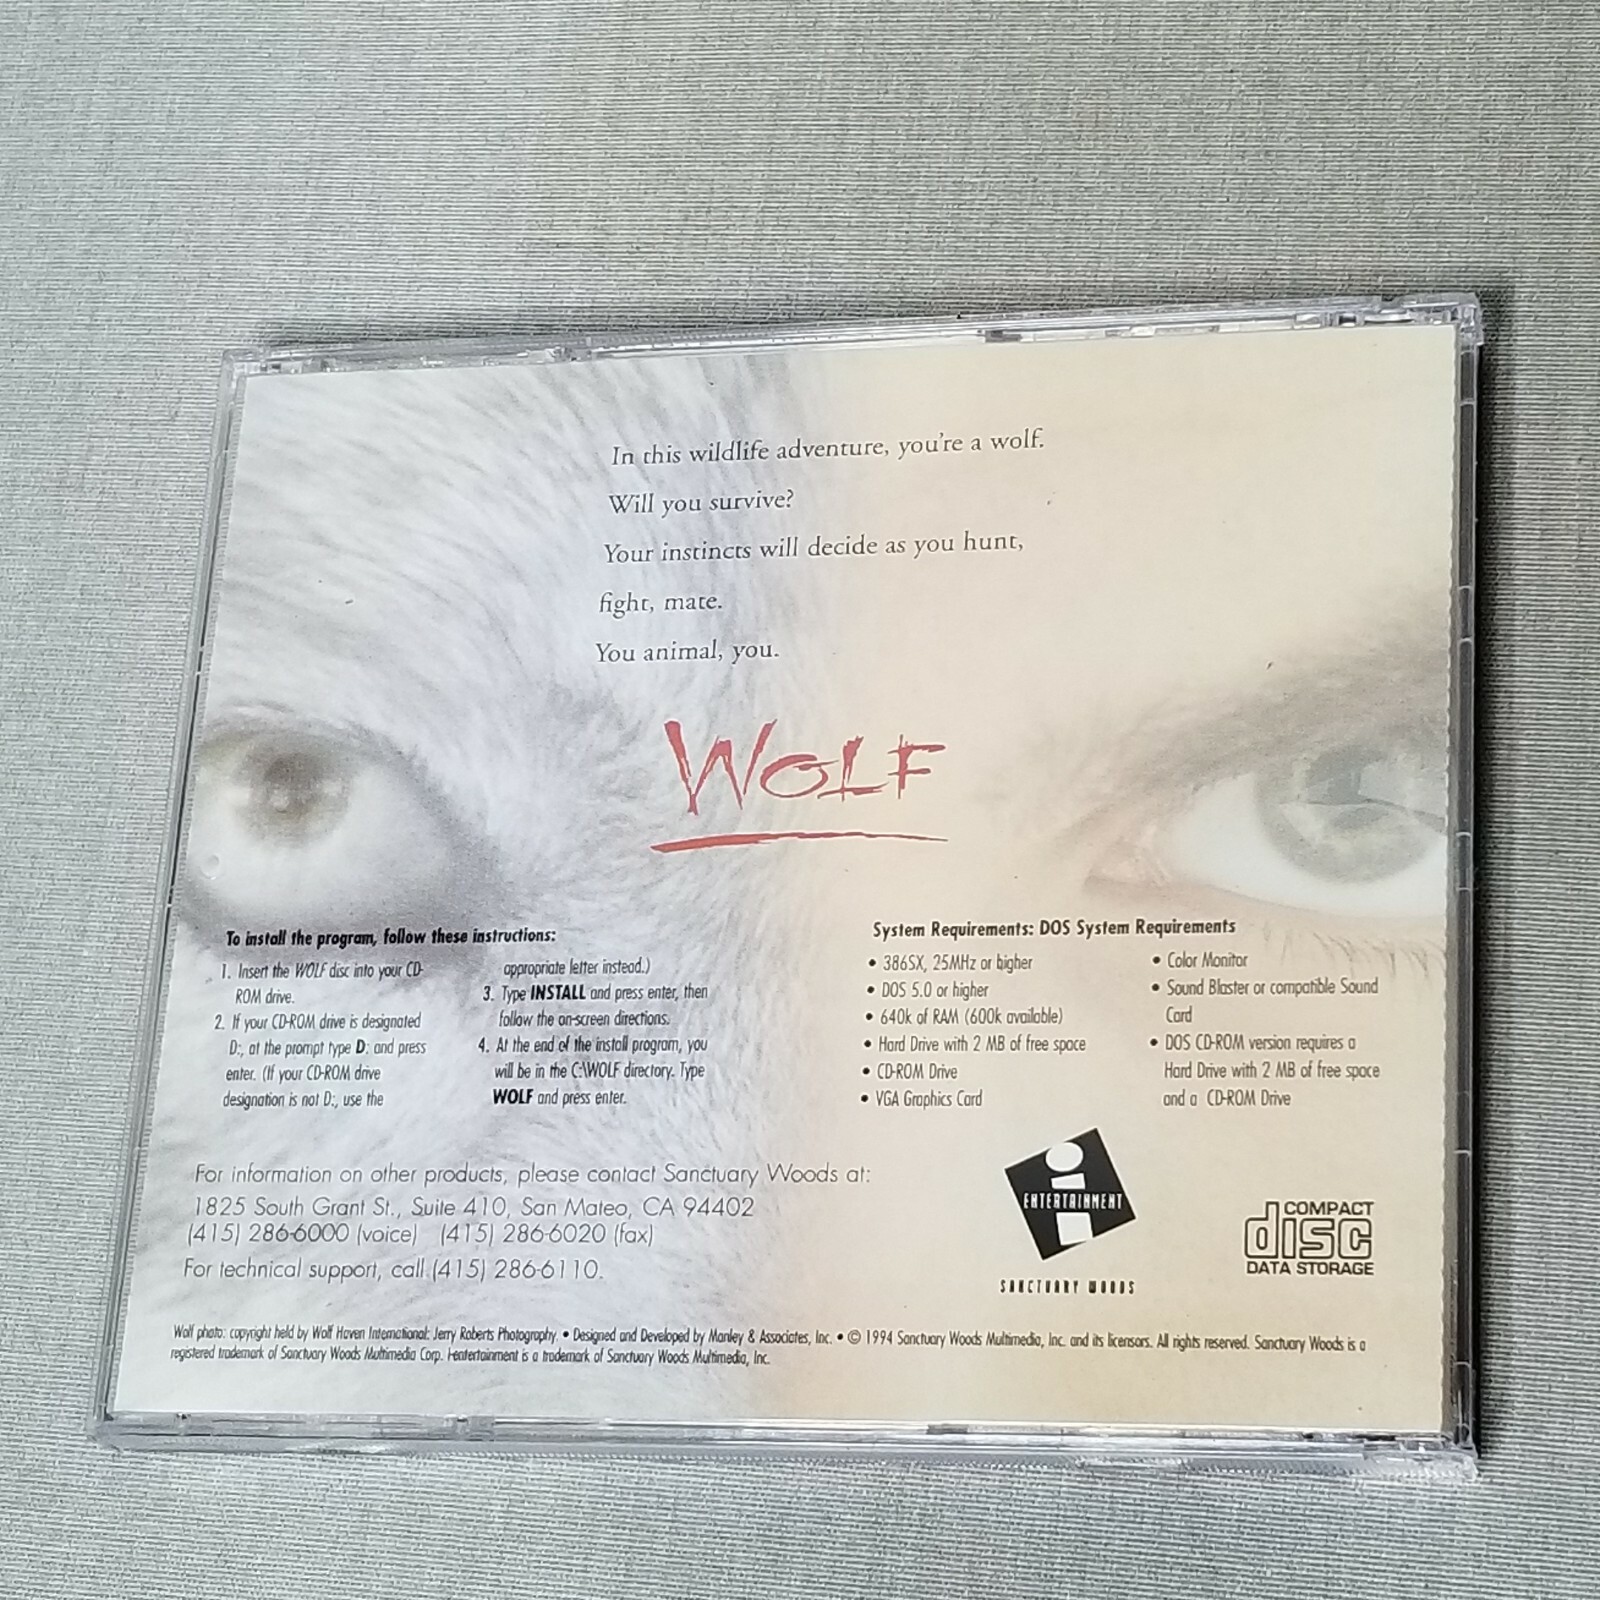 In this wildlife adventure, you're a wolf.
Will you survive?
Your instincts will decide as you hunt,
fight, mate.
You animal, you.
WOLF
To install the program, follow these instructions:
1. Insert the WOLF disc into your CD-
ROM drive.
2. If your CD-ROM drive is designated
D:, at the prompt type D: and press
enter. (If your CD-ROM drive
designation is not D:, use the
appropriate letter instead.)
3. Type INSTALL and press enter, then
follow the on-screen directions.
4. At the end of the install program, you
will be in the C:\WOLF directory. Type
WOLF and press enter.
System Requirements: DOS System Requirements
• 386SX, 25MHz or higher
• DOS 5.0 or higher
• 640k of RAM (600k available)
• Hard Drive with 2 MB of free space
• CD-ROM Drive
• VGA Graphics Card
• Color Monitor
• Sound Blaster or compatible Sound
Card
• DOS CD-ROM version requires a
Hard Drive with 2 MB of free space
and a CD-ROM Drive
For information on other products, please contact Sanctuary Woods at:
1825 South Grant St., Suite 410, San Mateo, CA 94402
(415) 286-6000 (voice) (415) 286-6020 (fax)
For technical support, call (415) 286-6110.
i
ENTERTAINMENT
SANCTUARY WOODS
COMPACT
disc
DATA STORAGE
Wolf photo: copyright held by Wolf Haven International: Jerry Roberts Photography. • Designed and Developed by Manley & Associates, Inc. • © 1994 Sanctuary Woods Multimedia, Inc. and its licensors. All rights reserved. Sanctuary Woods is a
registered trademark of Sanctuary Woods Multimedia Corp. I-entertainment is a trademark of Sanctuary Woods Multimedia, Inc.